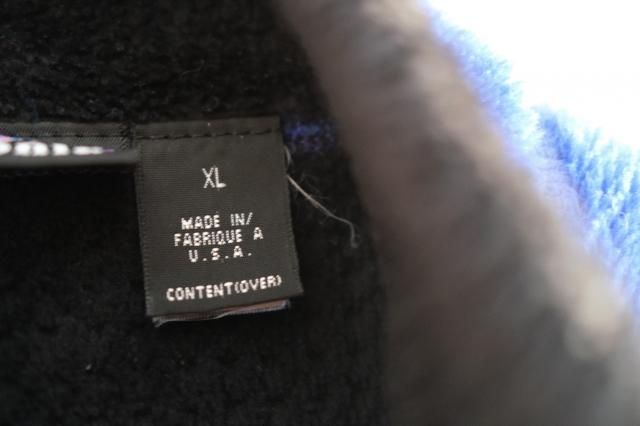 XL
MADE IN/
FABRIQUE A
U.S.A.
CONTENT(OVER)